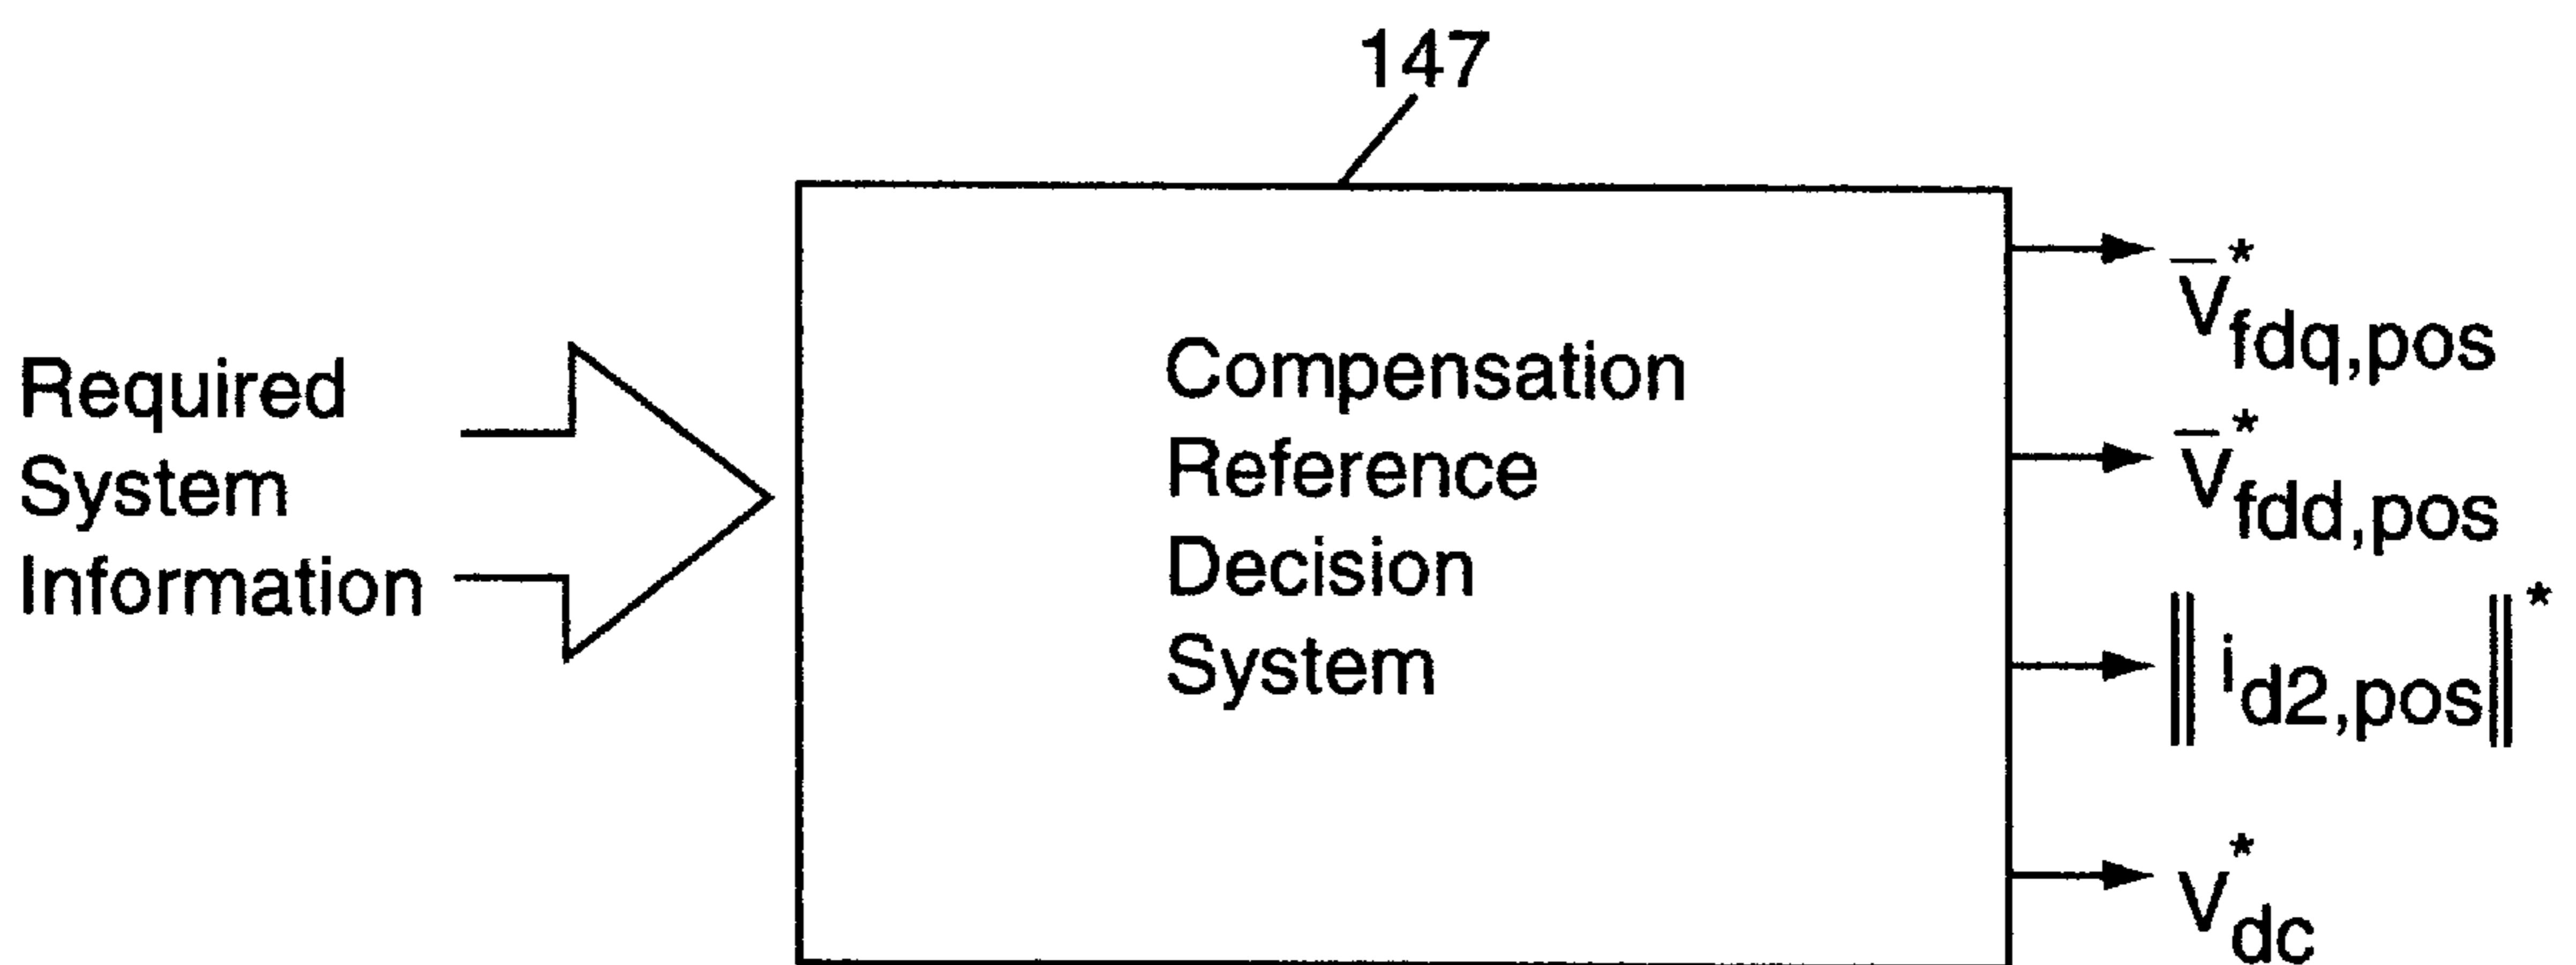 147
Required
System
Information
Compensation
Reference
Decision
System
V̅*fdq,pos
V̅*fdd,pos
‖id2,pos‖*
V*dc